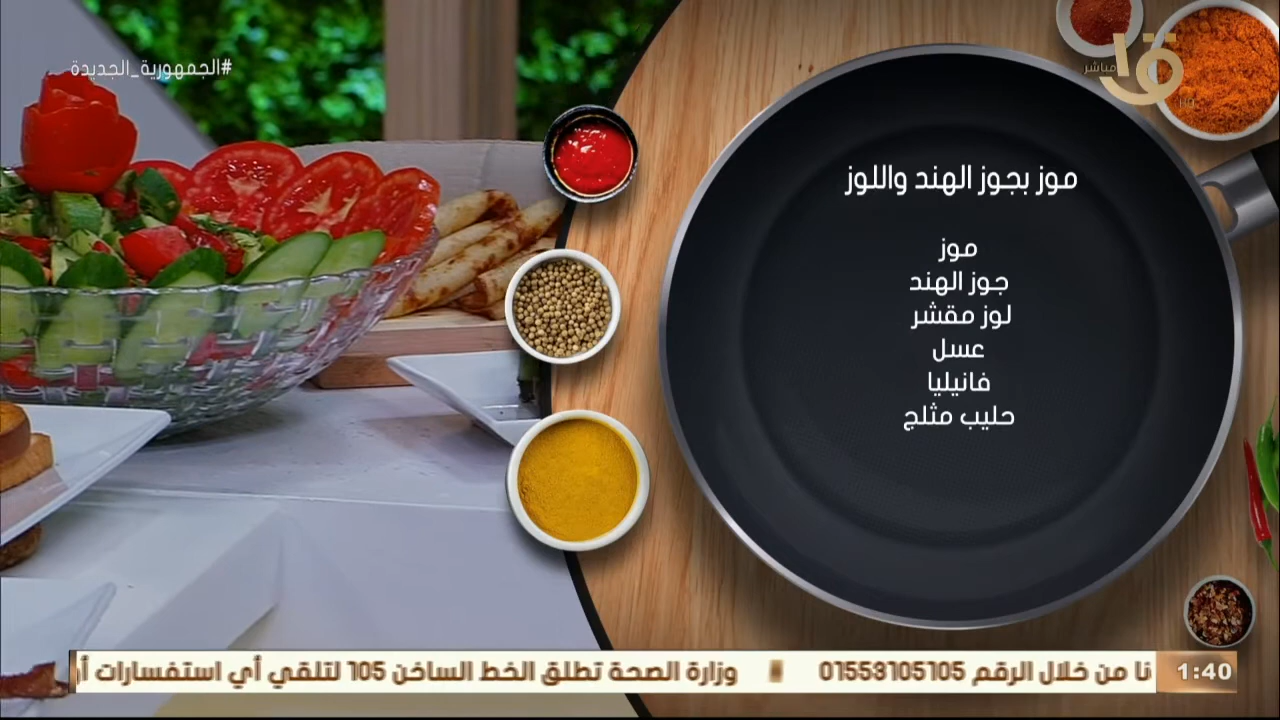 #الجمهورية_الجديدة
مباشر
HD
موز بجوز الهند واللوز
موز
جوز الهند
لوز مقشر
عسل
فانيليا
حليب مثلج
1:40
نا من خلال الرقم 01553105105
وزارة الصحة تطلق الخط الساخن 105 لتلقي أي استفسارات